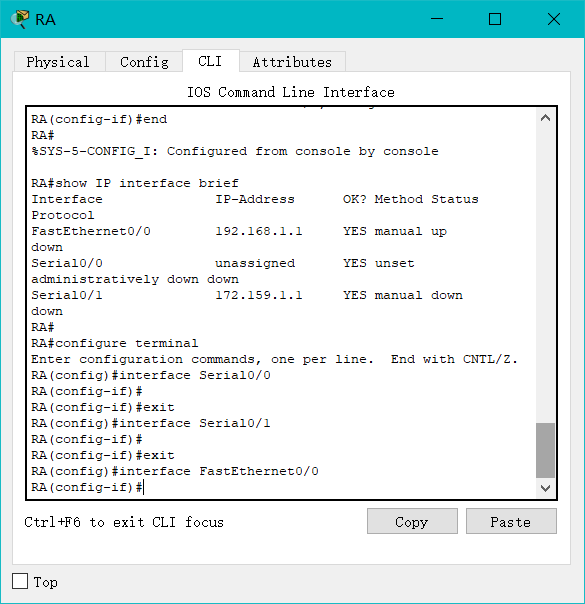 RA
Physical Config CLI Attributes
IOS Command Line Interface
RA(config-if)#end
RA#
%SYS-5-CONFIG_I: Configured from console by console
RA#show IP interface brief
Interface IP-Address OK? Method Status
Protocol
FastEthernet0/0 192.168.1.1 YES manual up
down
Serial0/0 unassigned YES unset
administratively down down
Serial0/1 172.159.1.1 YES manual down
down
RA#
RA#configure terminal
Enter configuration commands, one per line. End with CNTL/Z.
RA(config)#interface Serial0/0
RA(config-if)#
RA(config-if)#exit
RA(config)#interface Serial0/1
RA(config-if)#
RA(config-if)#exit
RA(config)#interface FastEthernet0/0
RA(config-if)#
Ctrl+F6 to exit CLI focus
Copy Paste
Top